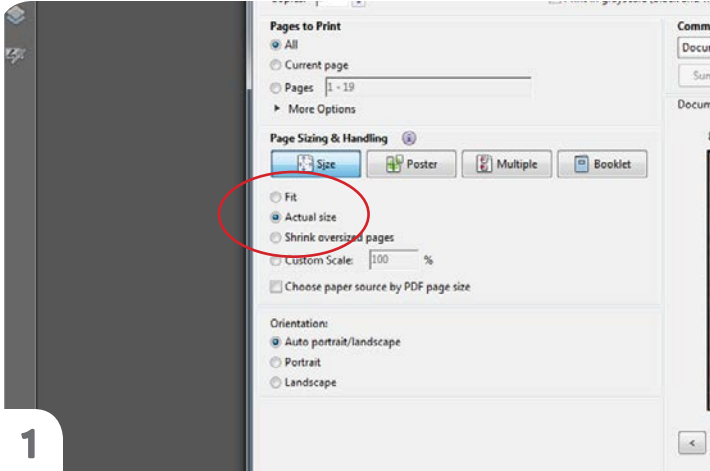 Pages to Print Comm
All Docu
Current page
Pages 1 - 19 Sun
More Options Docum
Page Sizing & Handling
Size Poster Multiple Booklet
Fit
Actual size
Shrink oversized pages
Custom Scale: 100 %
Choose paper source by PDF page size
Orientation:
Auto portrait/landscape
Portrait
Landscape
1 <